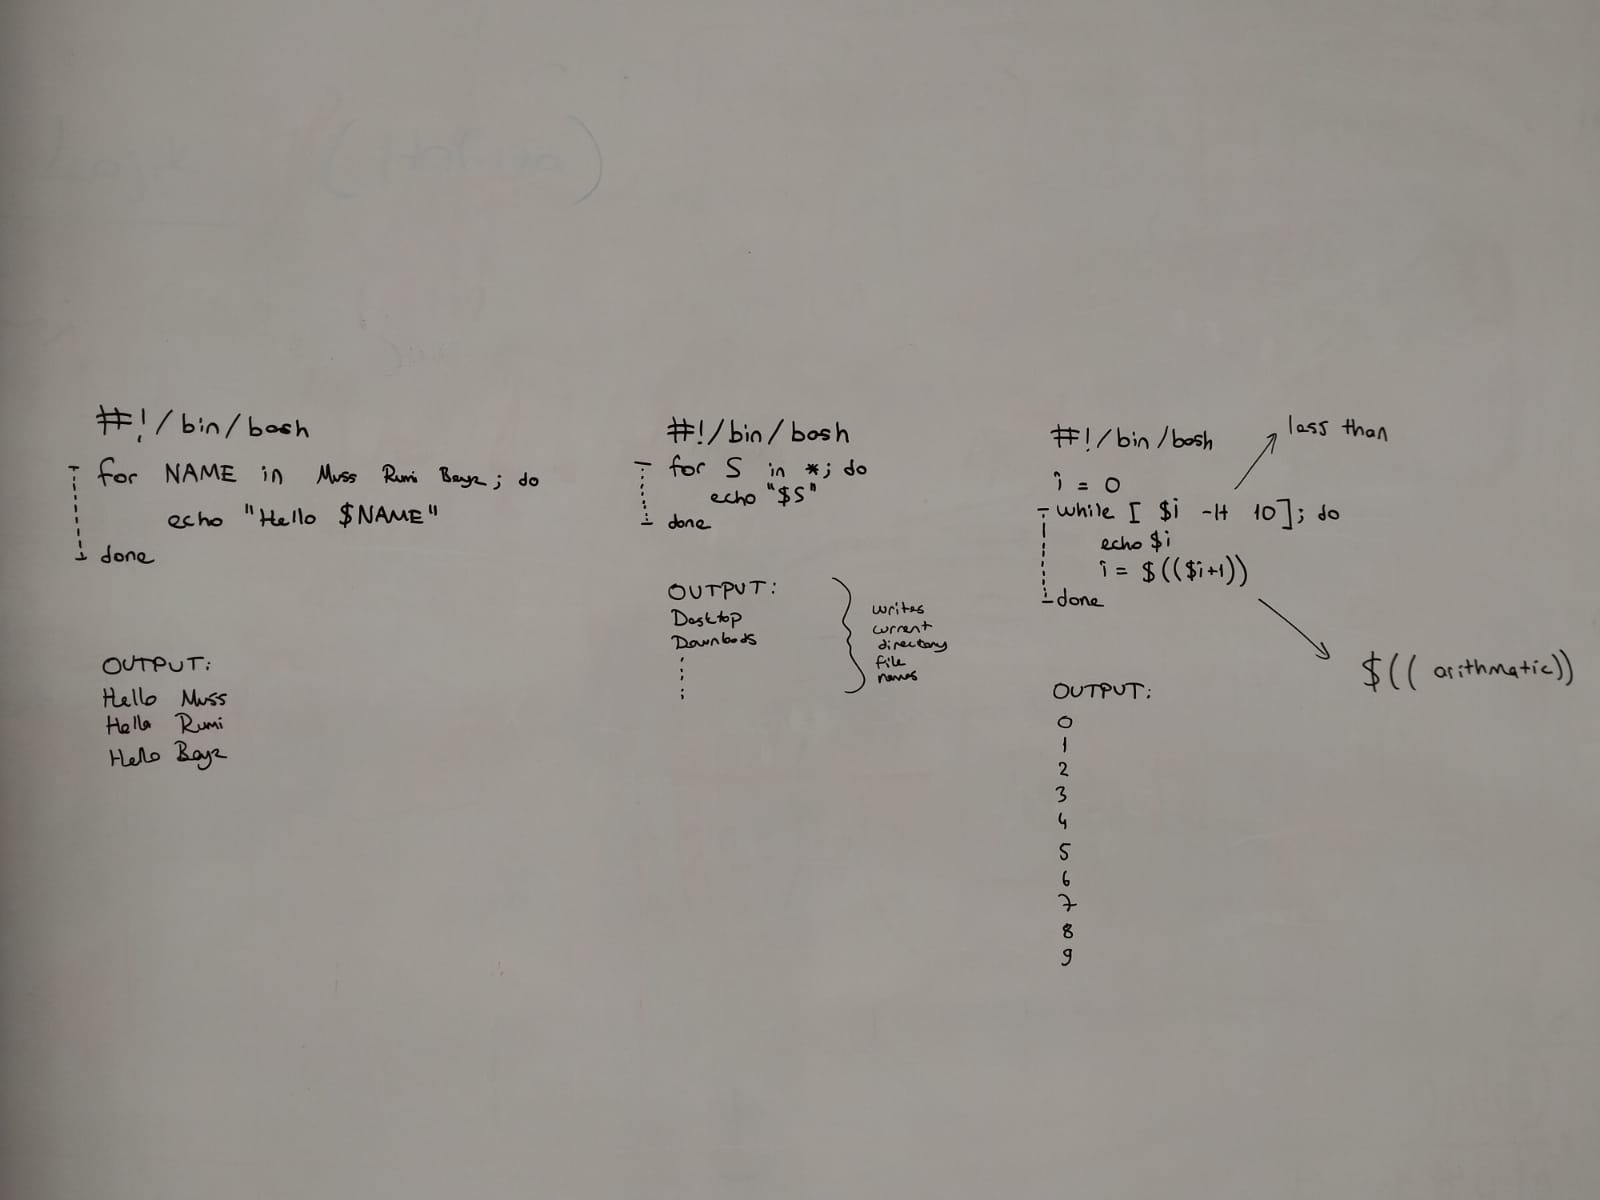 #!/bin/bash
for NAME in Muss Rumi Bayz; do
echo "Hello $NAME"
done
OUTPUT:
Hello Muss
Hello Rumi
Hello Bayz
#!/bin/bash
for S in *; do
echo "$S"
done
OUTPUT:
Desktop
Downloads
writes
current
directory
file
names
#!/bin/bash
less than
i = 0
while [ $i -lt 10]; do
echo $i
i = $(($i+1))
done
$(( arithmatic))
OUTPUT:
0
1
2
3
4
5
6
7
8
9